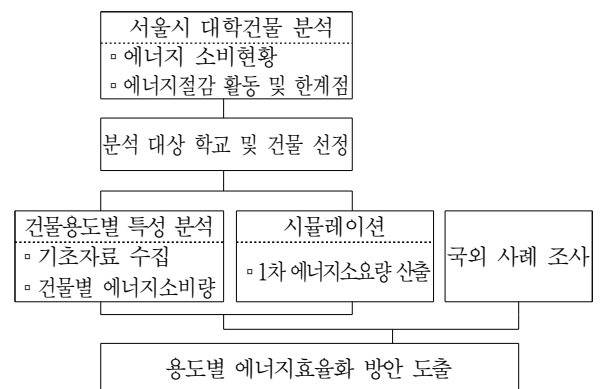 서울시 대학건물 분석
▫ 에너지 소비현황
▫ 에너지절감 활동 및 한계점
분석 대상 학교 및 건물 선정
건물용도별 특성 분석
▫ 기초자료 수집
▫ 건물별 에너지소비량
시뮬레이션
▫ 1차 에너지소요량 산출
국외 사례 조사
용도별 에너지효율화 방안 도출